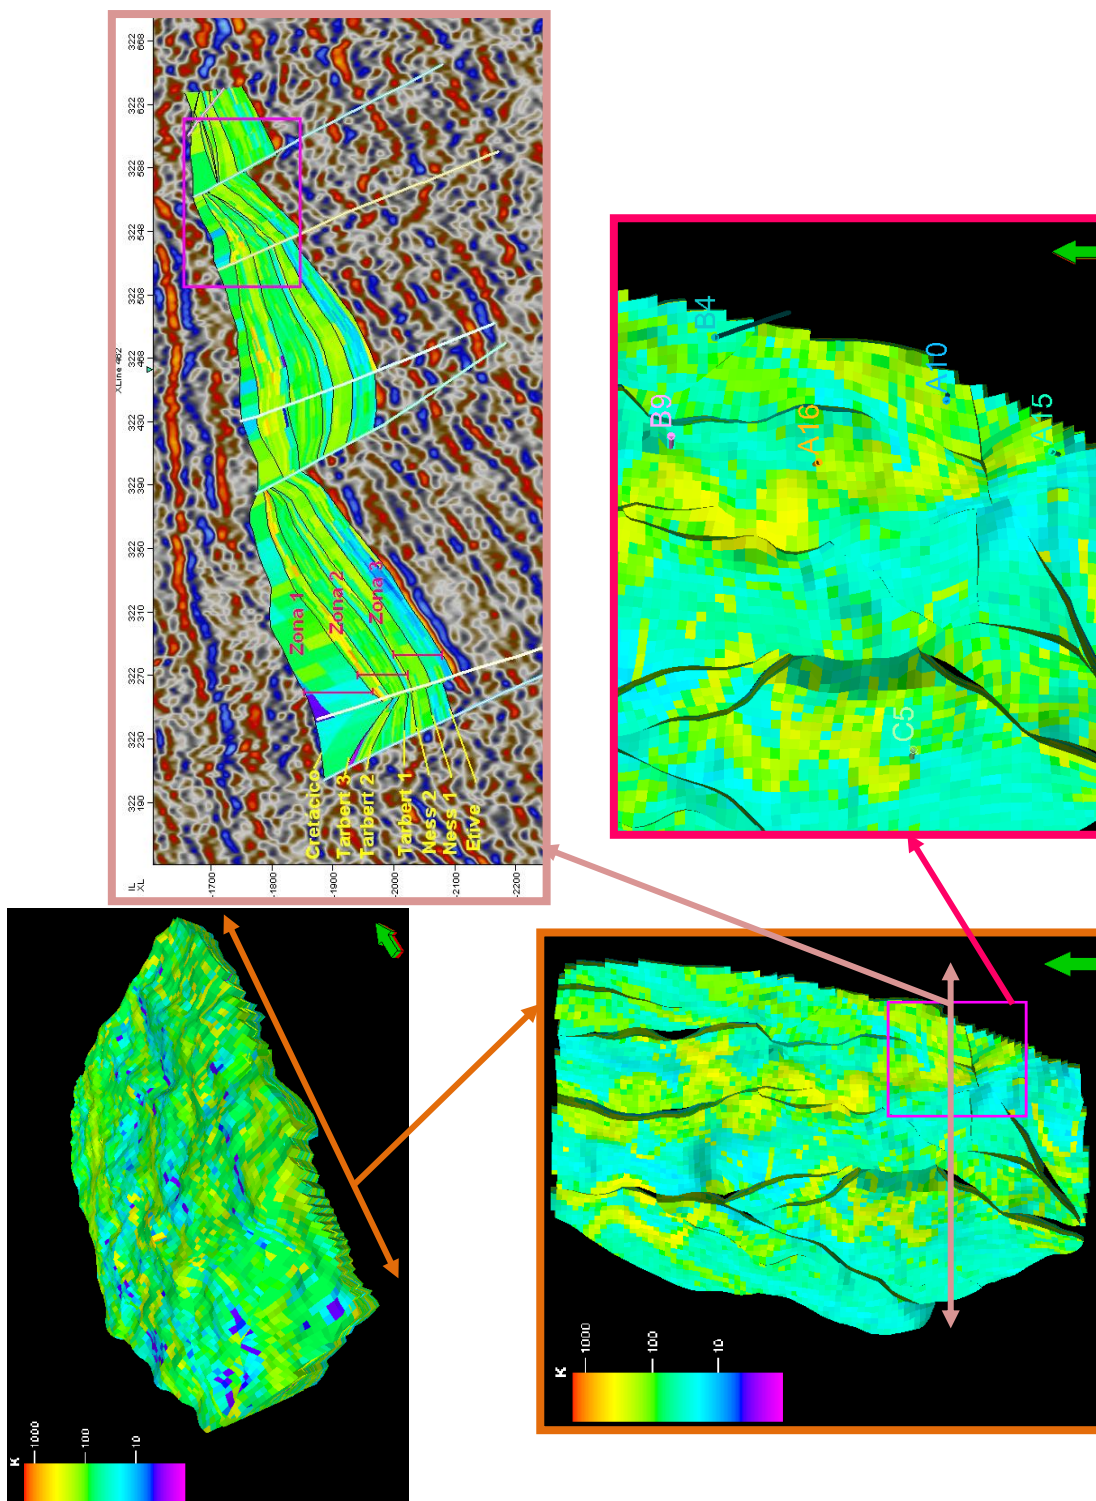 IL 322 322 322 322 322 322 322 322 322 322 322 322 322
XL 190 230 270 310 350 390 430 468 508 548 588 628 668
XLine 462
-1700
-1800
-1900
-2000
-2100
-2200
Zona 1
Zona 2
Zona 3
Cretácico
Tarbert 3
Tarbert 2
Tarbert 1
Ness 2
Ness 1
Etive
B4
B9
A10
A16
A15
C5
K
1000
100
10
K
1000
100
10